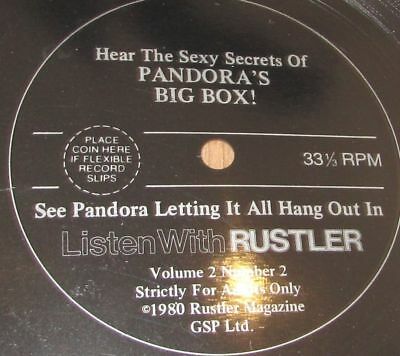 Hear The Sexy Secrets Of
PANDORA'S
BIG BOX!
PLACE
COIN HERE
IF FLEXIBLE
RECORD
SLIPS
33⅓ RPM
See Pandora Letting It All Hang Out In
Listen With RUSTLER
Volume 2 Number 2
Strictly For Adults Only
©1980 Rustler Magazine
GSP Ltd.